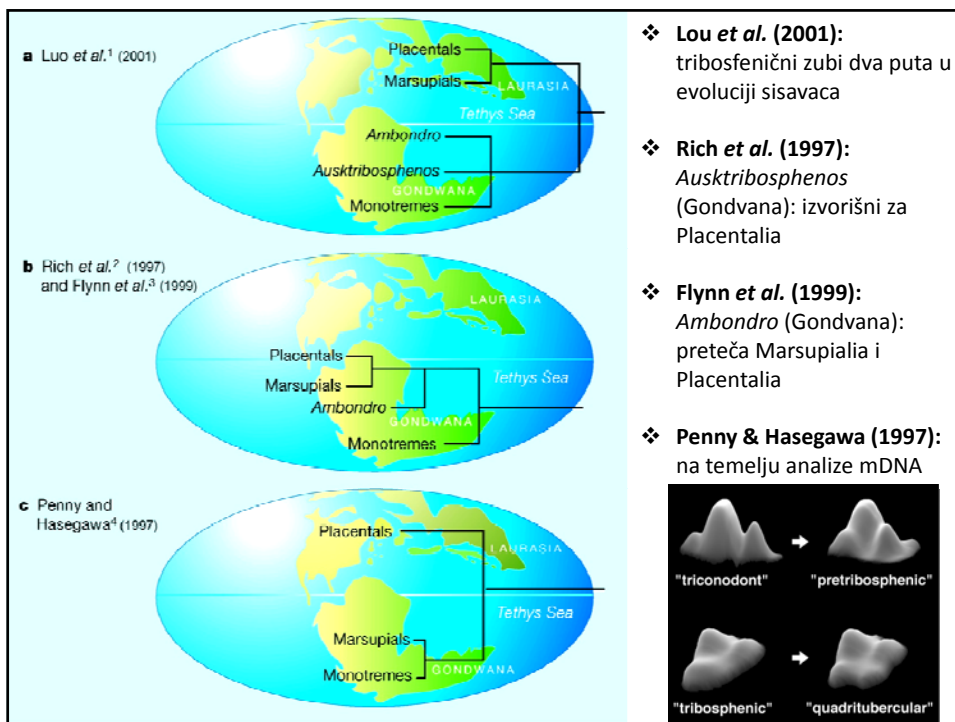 a Luo et al.¹ (2001)
Placentals
Marsupials
LAURASIA
Tethys Sea
Ambondro
Ausktribosphenos
GONDWANA
Monotremes
b Rich et al.² (1997)
and Flynn et al.³ (1999)
LAURASIA
Placentals
Marsupials
Tethys Sea
Ambondro
GONDWANA
Monotremes
c Penny and
Hasegawa⁴ (1997)
Placentals
LAURASIA
Tethys Sea
Marsupials
Monotremes
GONDWANA
❖ Lou et al. (2001):
tribosfenični zubi dva puta u
evoluciji sisavaca
❖ Rich et al. (1997):
Ausktribosphenos
(Gondvana): izvorišni za
Placentalia
❖ Flynn et al. (1999):
Ambondro (Gondvana):
preteča Marsupialia i
Placentalia
❖ Penny & Hasegawa (1997):
na temelju analize mDNA
"triconodont"
"pretribosphenic"
"tribosphenic"
"quadritubercular"